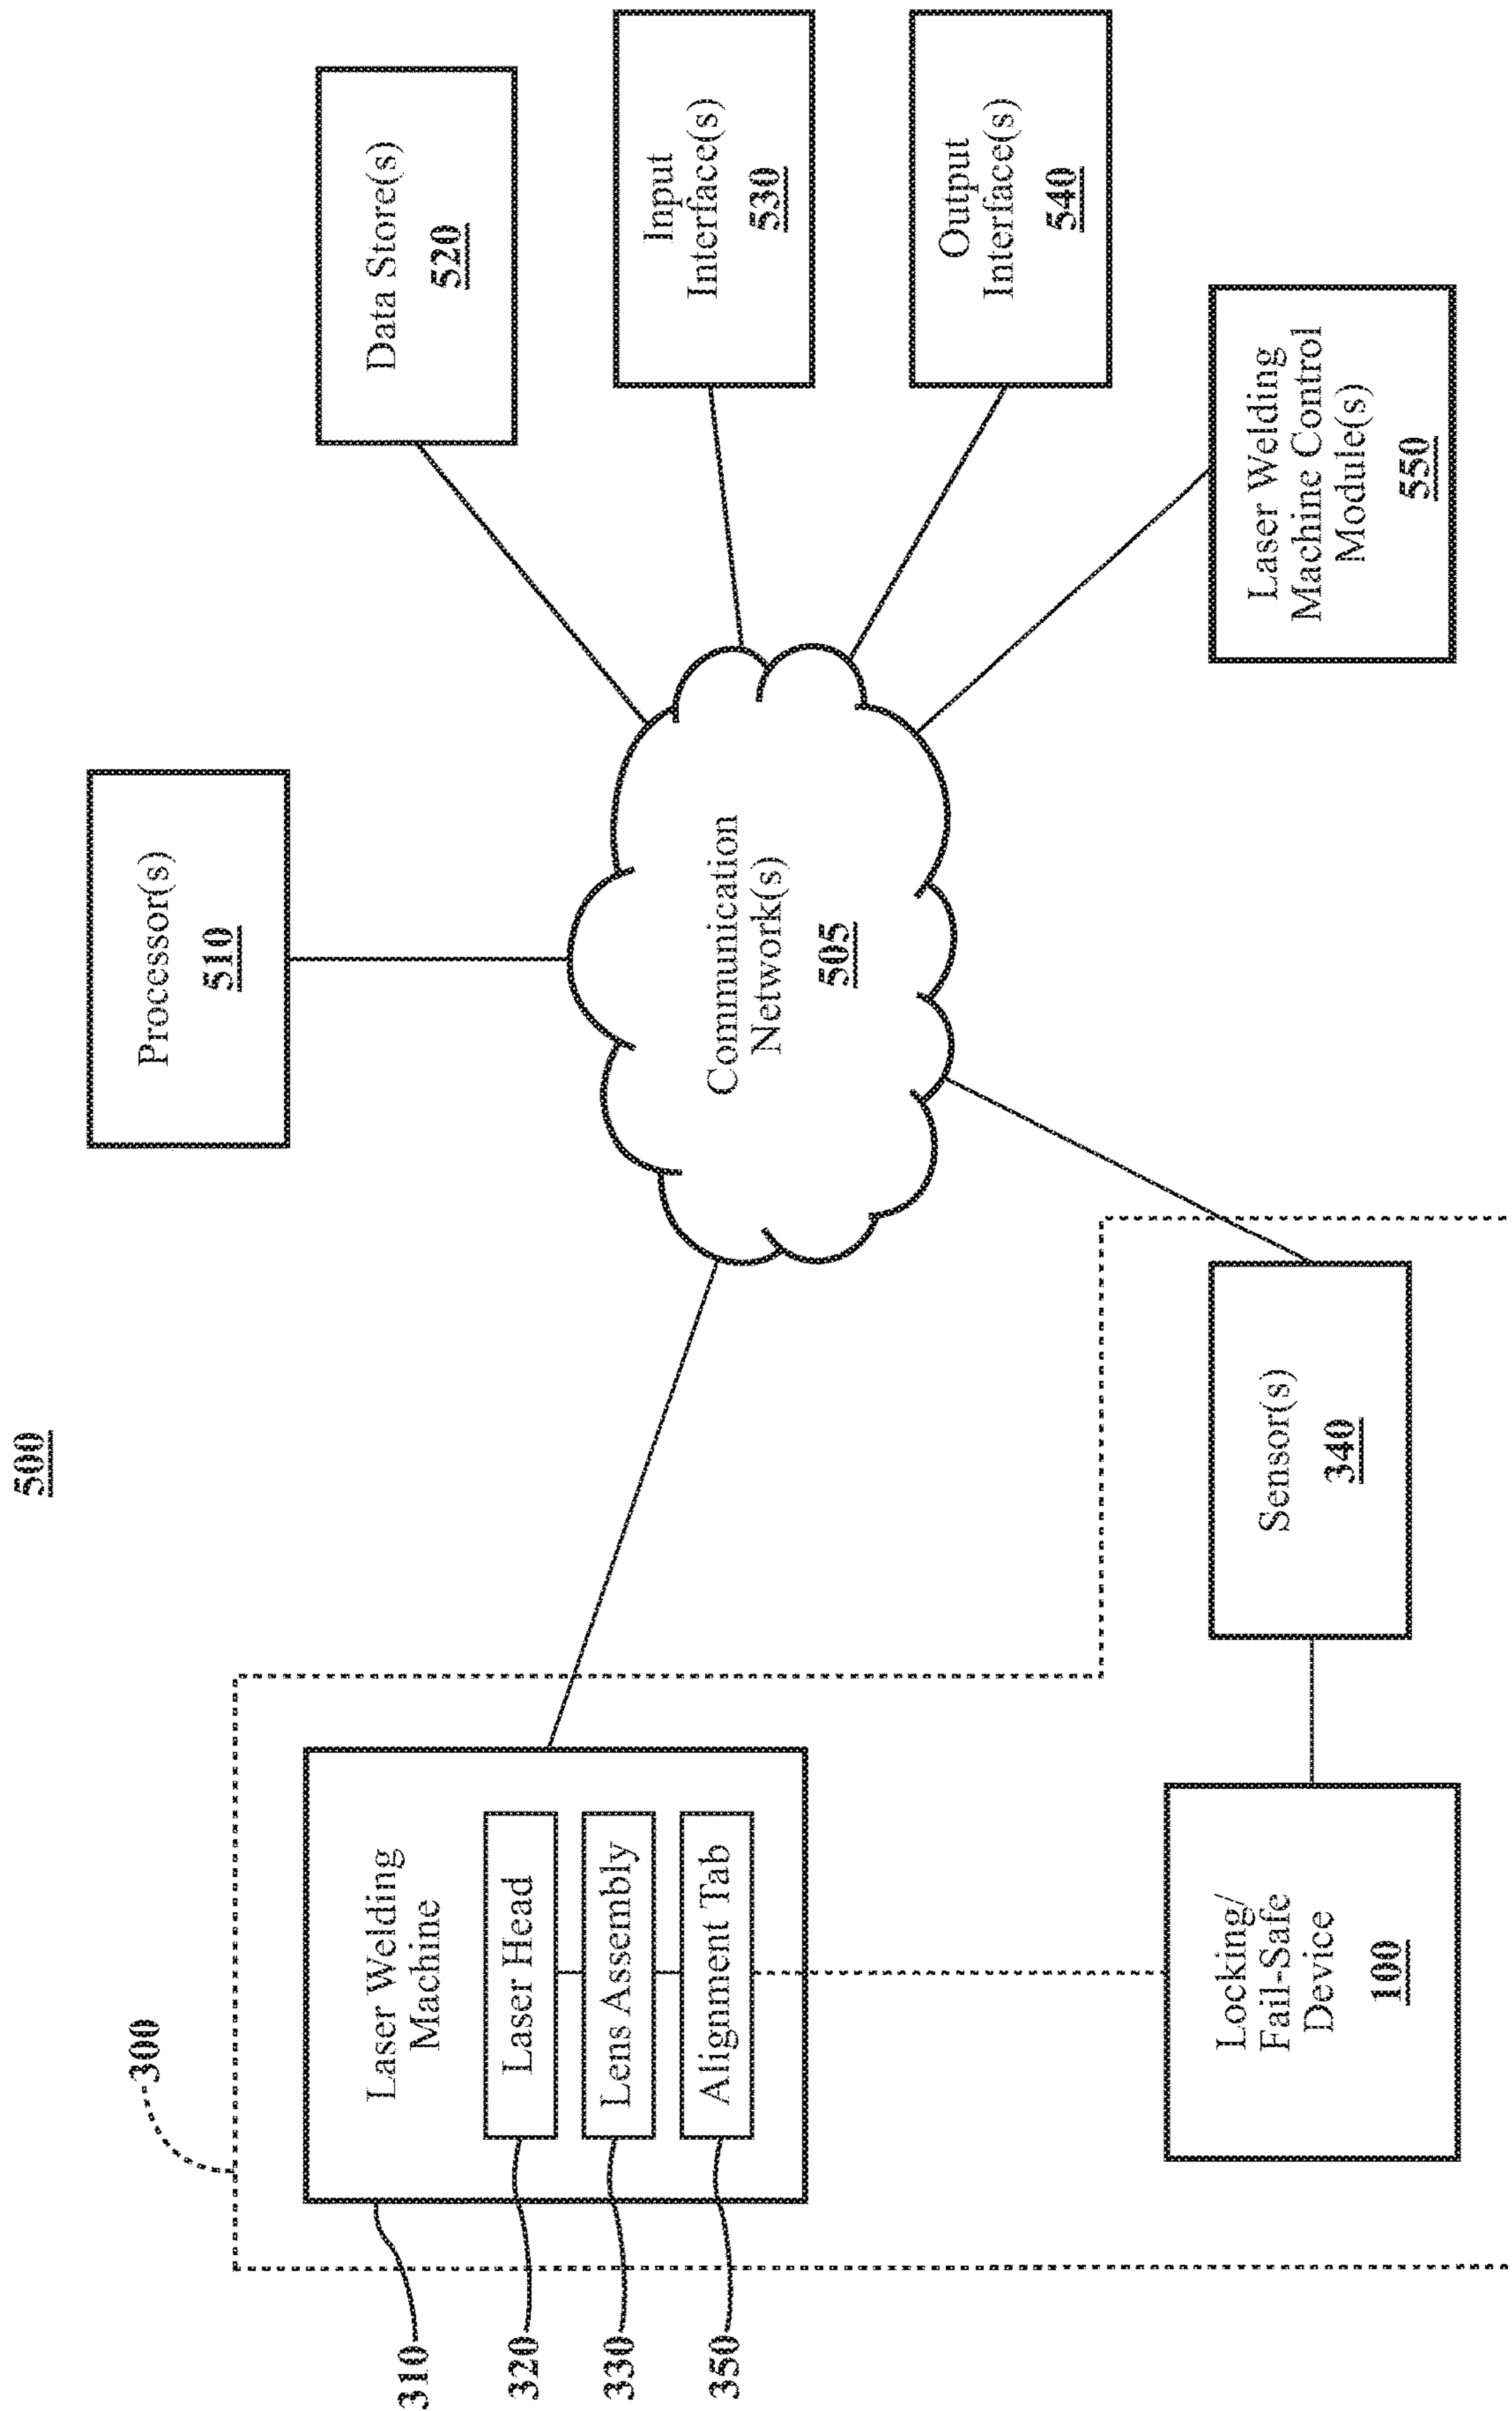 500
Processor(s)
510
Data Store(s)
520
Input
Interface(s)
530
Output
Interface(s)
540
Laser Welding
Machine Control
Module(s)
550
Communication
Network(s)
505
300
310
Laser Welding
Machine
320
Laser Head
330
Lens Assembly
350
Alignment Tab
Locking/
Fail-Safe
Device
100
Sensor(s)
340